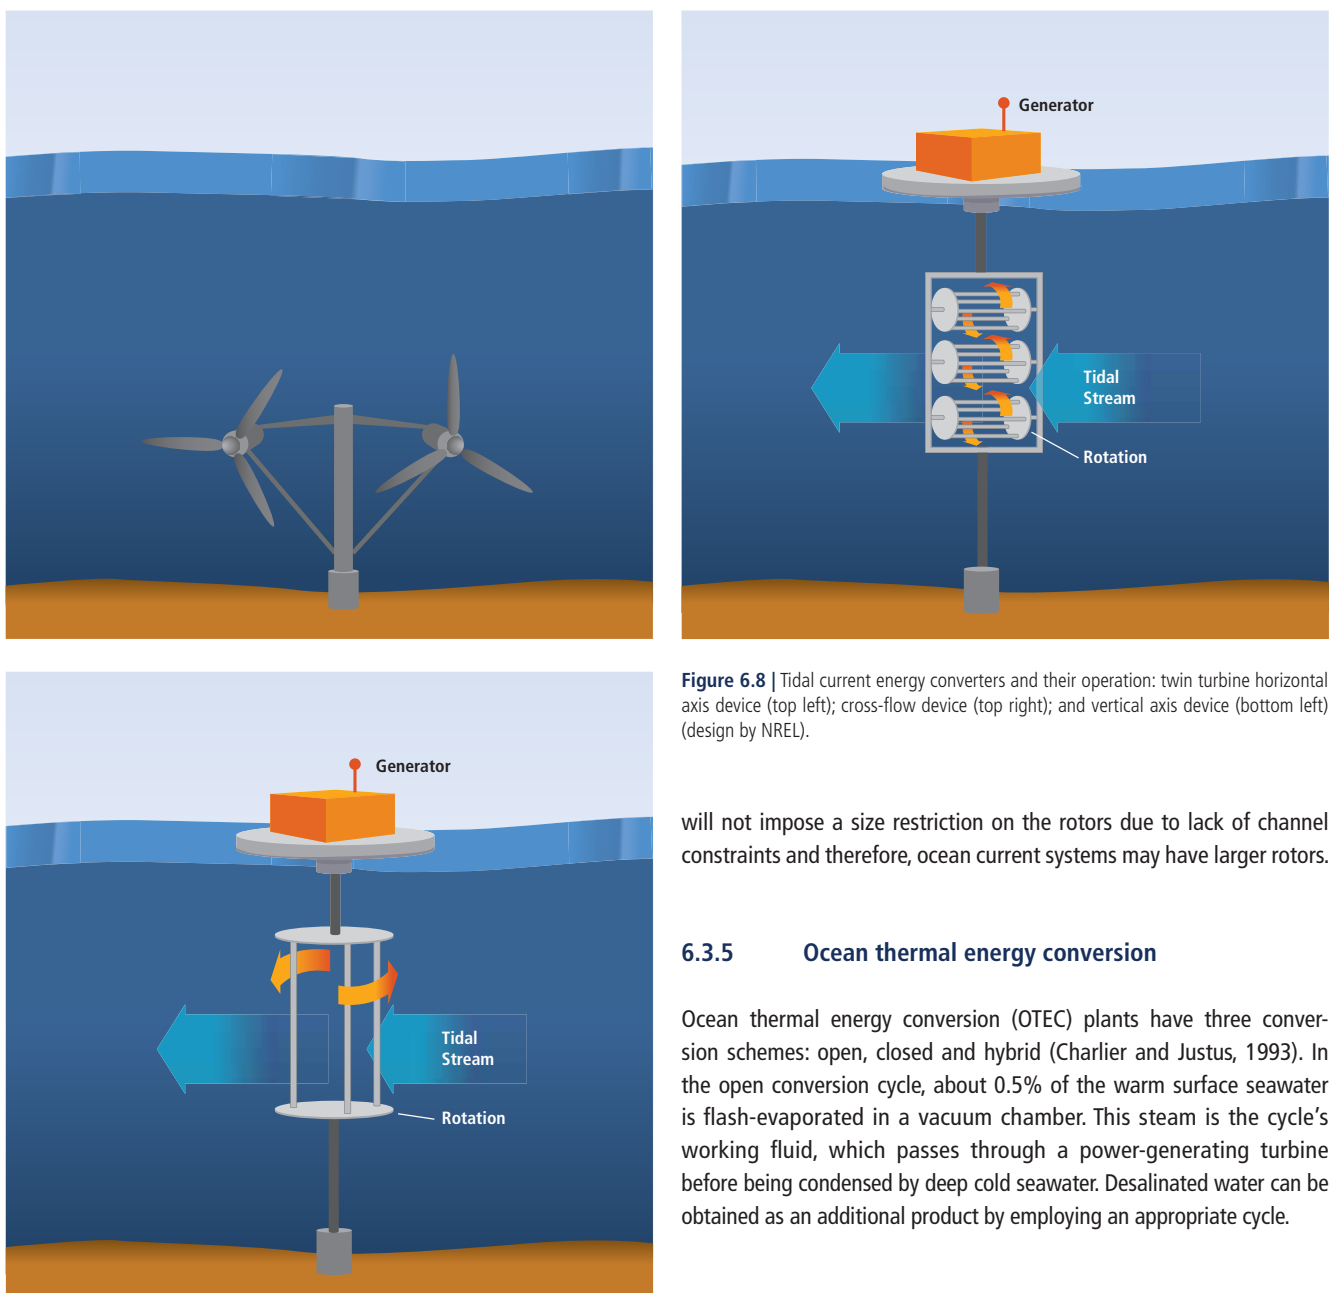 Generator
Tidal
Stream
Rotation
Figure 6.8 | Tidal current energy converters and their operation: twin turbine horizontal
axis device (top left); cross-flow device (top right); and vertical axis device (bottom left)
(design by NREL).
Generator
Tidal
Stream
Rotation
will not impose a size restriction on the rotors due to lack of channel
constraints and therefore, ocean current systems may have larger rotors.
6.3.5 Ocean thermal energy conversion
Ocean thermal energy conversion (OTEC) plants have three conver-
sion schemes: open, closed and hybrid (Charlier and Justus, 1993). In
the open conversion cycle, about 0.5% of the warm surface seawater
is flash-evaporated in a vacuum chamber. This steam is the cycle’s
working fluid, which passes through a power-generating turbine
before being condensed by deep cold seawater. Desalinated water can be
obtained as an additional product by employing an appropriate cycle.